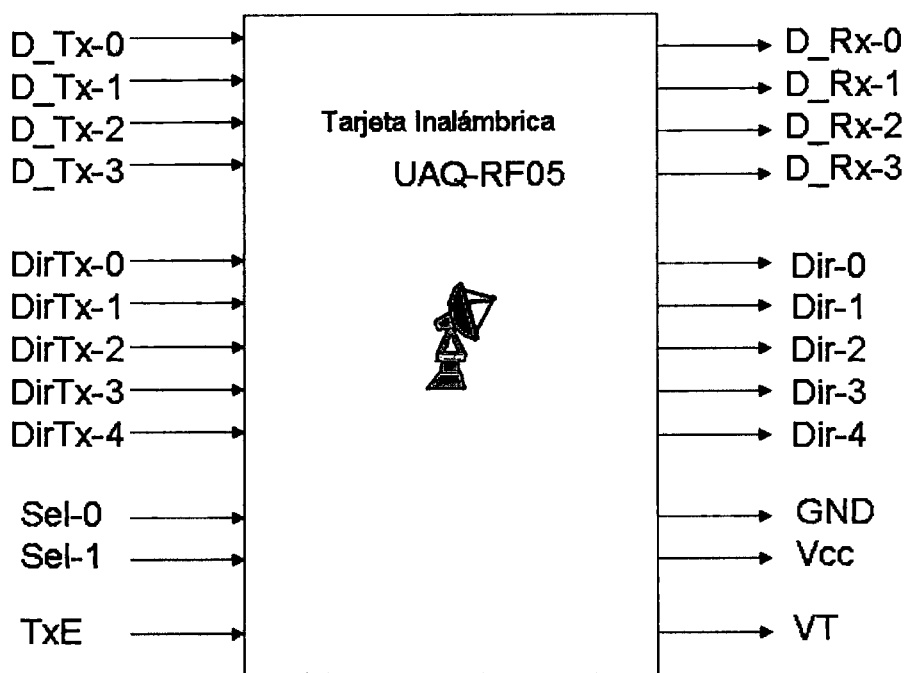 D_Tx-0
D_Tx-1
D_Tx-2
D_Tx-3
DirTx-0
DirTx-1
DirTx-2
DirTx-3
DirTx-4
Sel-0
Sel-1
TxE
Tarjeta Inalámbrica
UAQ-RF05
D_Rx-0
D_Rx-1
D_Rx-2
D_Rx-3
Dir-0
Dir-1
Dir-2
Dir-3
Dir-4
GND
Vcc
VT